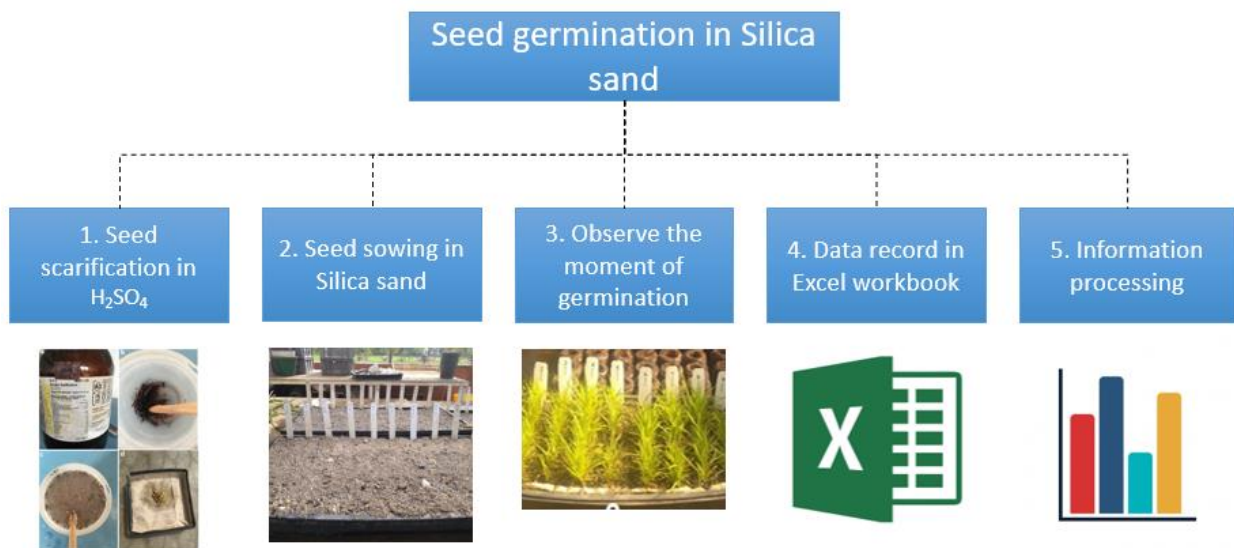 Seed germination in Silica
sand
1. Seed
scarification in
H₂SO₄
2. Seed sowing in
Silica sand
3. Observe the
moment of
germination
4. Data record in
Excel workbook
5. Information
processing
X